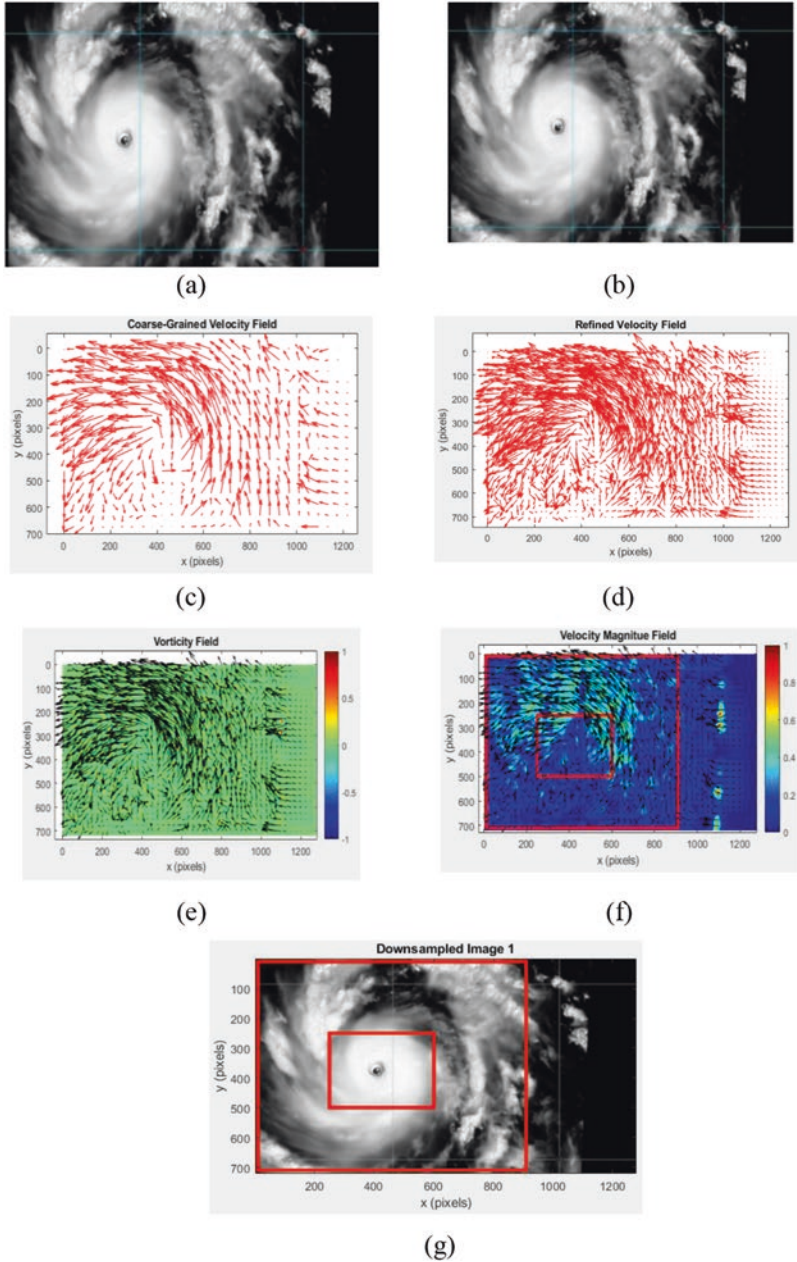 (a)
(b)
Coarse-Grained Velocity Field
0
100
200
300
400
500
600
700
y (pixels)
0 200 400 600 800 1000 1200
x (pixels)
(c)
Refined Velocity Field
0
100
200
300
400
500
600
700
y (pixels)
0 200 400 600 800 1000 1200
x (pixels)
(d)
Vorticity Field
0
100
200
300
400
500
600
700
y (pixels)
0 200 400 600 800 1000 1200
x (pixels)
1
0.5
0
-0.5
-1
(e)
Velocity Magnitue Field
0
100
200
300
400
500
600
700
y (pixels)
0 200 400 600 800 1000 1200
x (pixels)
1
0.8
0.6
0.4
0.2
0
(f)
Downsampled Image 1
100
200
300
400
500
600
700
y (pixels)
200 400 600 800 1000 1200
x (pixels)
(g)